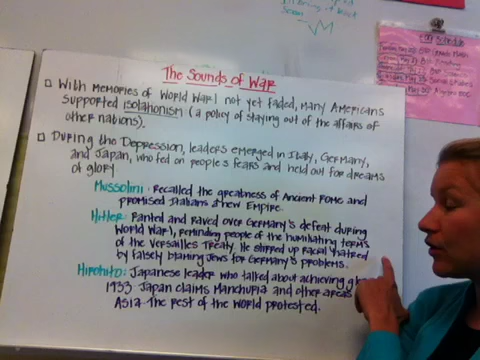 The Sounds of War
□ With memories of World War I not yet faded, many Americans
supported isolationism (a policy of staying out of the affairs of
other nations).
□ During the Depression, leaders emerged in Italy, Germany,
and Japan, who fed on people's fears and held out for dreams
of glory.
Mussolini: Recalled the greatness of Ancient Rome and
promised Italians a new Empire.
Hitler: Ranted and raved over Germany's defeat during
World War I, reminding people of the humiliating terms
of the Versailles Treaty. He stirred up racial hatred
by falsely blaming Jews for Germany's problems.
Hirohito: Japanese leader who talked about achieving
1933 Japan claims Manchuria and other areas
Asia. The rest of the world protested.
Schedule